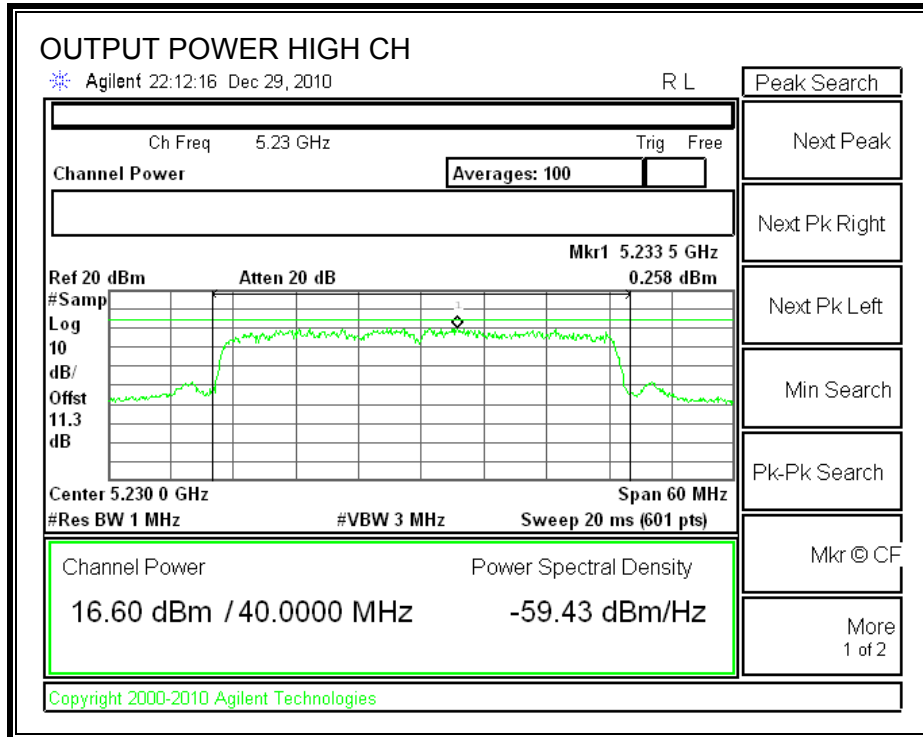 OUTPUT POWER HIGH CH
Agilent 22:12:16 Dec 29, 2010 R L
Peak Search
Ch Freq 5.23 GHz Trig Free
Channel Power Averages: 100
Mkr1 5.233 5 GHz
Ref 20 dBm Atten 20 dB 0.258 dBm
#Samp
Log
10
dB/
Offst
11.3
dB
1
Center 5.230 0 GHz Span 60 MHz
#Res BW 1 MHz #VBW 3 MHz Sweep 20 ms (601 pts)
Channel Power Power Spectral Density
16.60 dBm / 40.0000 MHz -59.43 dBm/Hz
Copyright 2000-2010 Agilent Technologies
Next Peak
Next Pk Right
Next Pk Left
Min Search
Pk-Pk Search
Mkr © CF
More
1 of 2